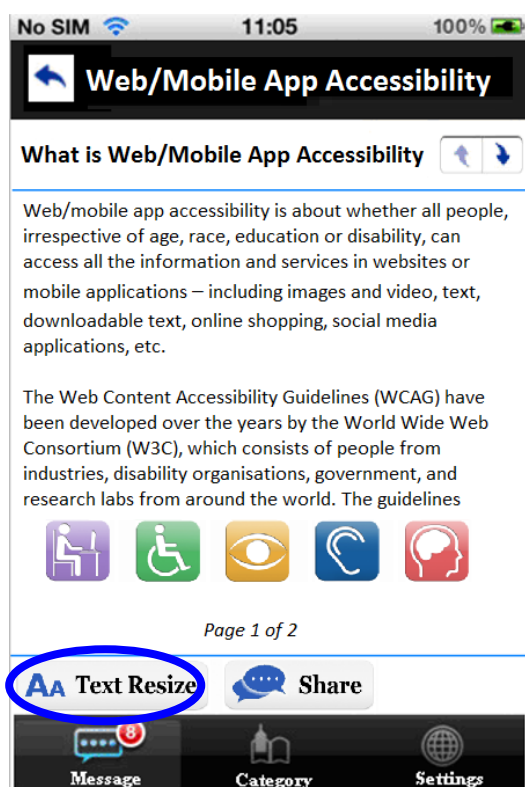 No SIM 11:05 100%
Web/Mobile App Accessibility
What is Web/Mobile App Accessibility
Web/mobile app accessibility is about whether all people,
irrespective of age, race, education or disability, can
access all the information and services in websites or
mobile applications – including images and video, text,
downloadable text, online shopping, social media
applications, etc.
The Web Content Accessibility Guidelines (WCAG) have
been developed over the years by the World Wide Web
Consortium (W3C), which consists of people from
industries, disability organisations, government, and
research labs from around the world. The guidelines
Page 1 of 2
AA Text Resize Share
8
Message Category Settings